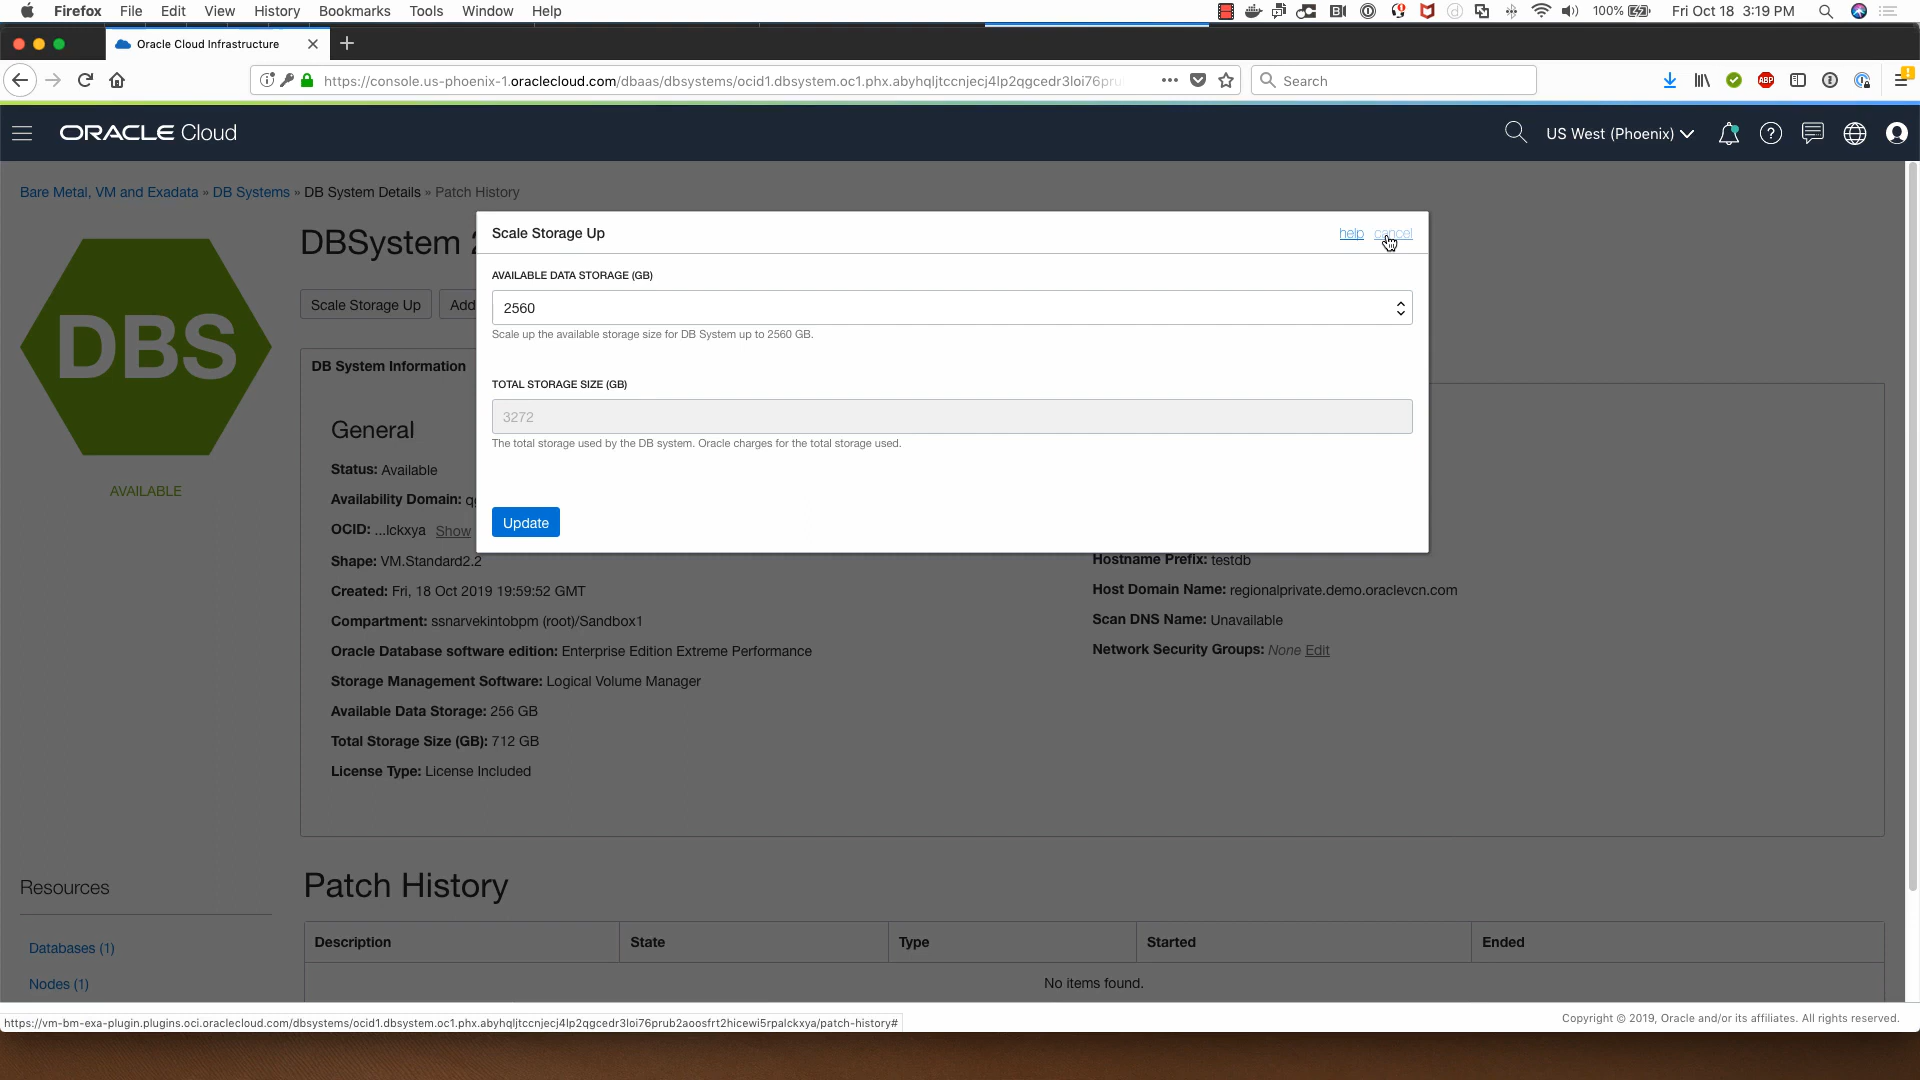 Firefox File Edit View History Bookmarks Tools Window Help 100% Fri Oct 18 3:19 PM
Oracle Cloud Infrastructure
https://console.us-phoenix-1.oraclecloud.com/dbaas/dbsystems/ocid1.dbsystem.oc1.phx.abyhqljtccnjecj4lp2qgcedr3loi76pru Search
ORACLE Cloud US West (Phoenix)
Bare Metal, VM and Exadata » DB Systems » DB System Details » Patch History
DBSystem
Scale Storage Up help cancel
AVAILABLE DATA STORAGE (GB)
2560
Scale up the available storage size for DB System up to 2560 GB.
TOTAL STORAGE SIZE (GB)
3272
The total storage used by the DB system. Oracle charges for the total storage used.
Update
DBS
AVAILABLE
Scale Storage Up Add
DB System Information
General
Status: Available
Availability Domain:
OCID: ...lckxya Show
Shape: VM.Standard2.2
Created: Fri, 18 Oct 2019 19:59:52 GMT
Compartment: ssnarvekintobpm (root)/Sandbox1
Oracle Database software edition: Enterprise Edition Extreme Performance
Storage Management Software: Logical Volume Manager
Available Data Storage: 256 GB
Total Storage Size (GB): 712 GB
License Type: License Included
Hostname Prefix: testdb
Host Domain Name: regionalprivate.demo.oraclevcn.com
Scan DNS Name: Unavailable
Network Security Groups: None Edit
Resources
Databases (1)
Nodes (1)
Patch History
Description State Type Started Ended
No items found.
https://vm-bm-exa-plugin.plugins.oci.oraclecloud.com/dbsystems/ocid1.dbsystem.oc1.phx.abyhqljtccnjecj4lp2qgcedr3loi76prub2aoosfrt2hicewi5rpalckxya/patch-history#
Copyright © 2019, Oracle and/or its affiliates. All rights reserved.